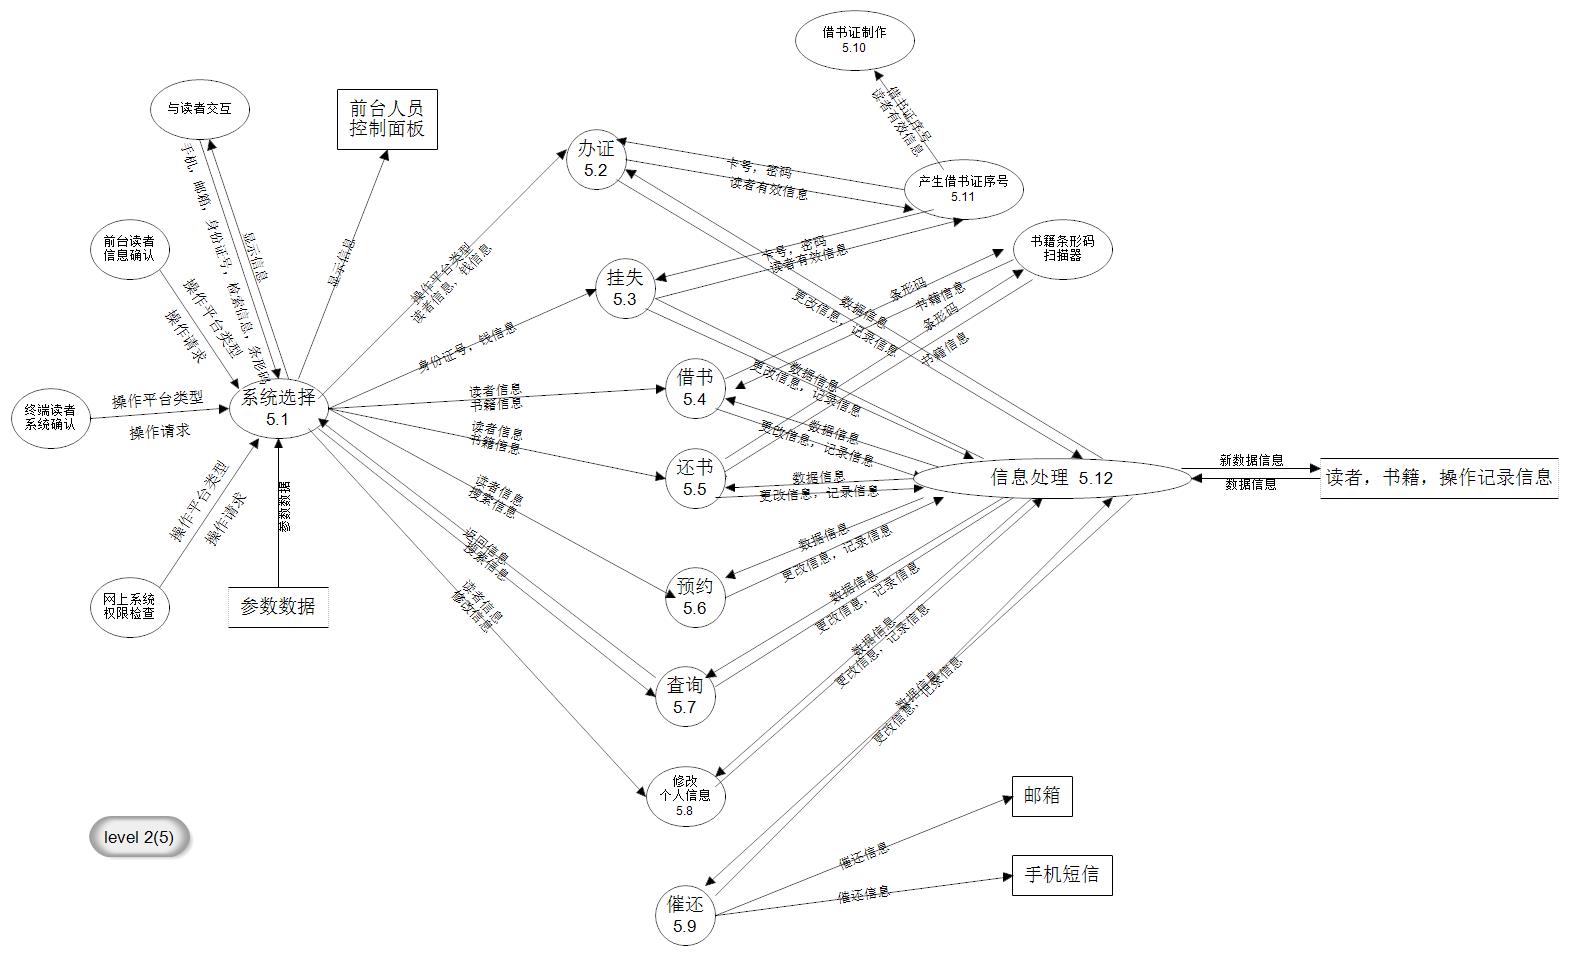 借书证制作
5.10
与读者交互
前台人员
控制面板
借书证序号
读者有效信息
办证
5.2
卡号，密码
读者有效信息
产生借书证序号
5.11
手机，邮箱，身份证号，检索信息，条形码
显示信息
显示信息
前台读者
信息确认
操作平台类型
操作请求
操作平台类型
读者信息，钱信息
卡号，密码
读者有效信息
书籍条形码
扫描器
挂失
5.3
条形码
书籍信息
条形码
书籍信息
数据信息
更改信息，记录信息
身份证号，钱信息
数据信息
更改信息，记录信息
借书
5.4
读者信息
书籍信息
系统选择
5.1
终端读者
系统确认
操作平台类型
操作请求
读者信息
书籍信息
数据信息
更改信息，记录信息
还书
5.5
数据信息
更改信息，记录信息
信息处理 5.12
新数据信息
数据信息
读者，书籍，操作记录信息
操作平台类型
操作请求
参数数据
读者信息
搜索信息
返回信息
搜索信息
数据信息
更改信息，记录信息
预约
5.6
网上系统
权限检查
参数数据
读者信息
修改信息
数据信息
更改信息，记录信息
数据信息
更改信息，记录信息
查询
5.7
数据信息
更改信息，记录信息
修改
个人信息
5.8
邮箱
level 2(5)
催还信息
手机短信
催还信息
催还
5.9